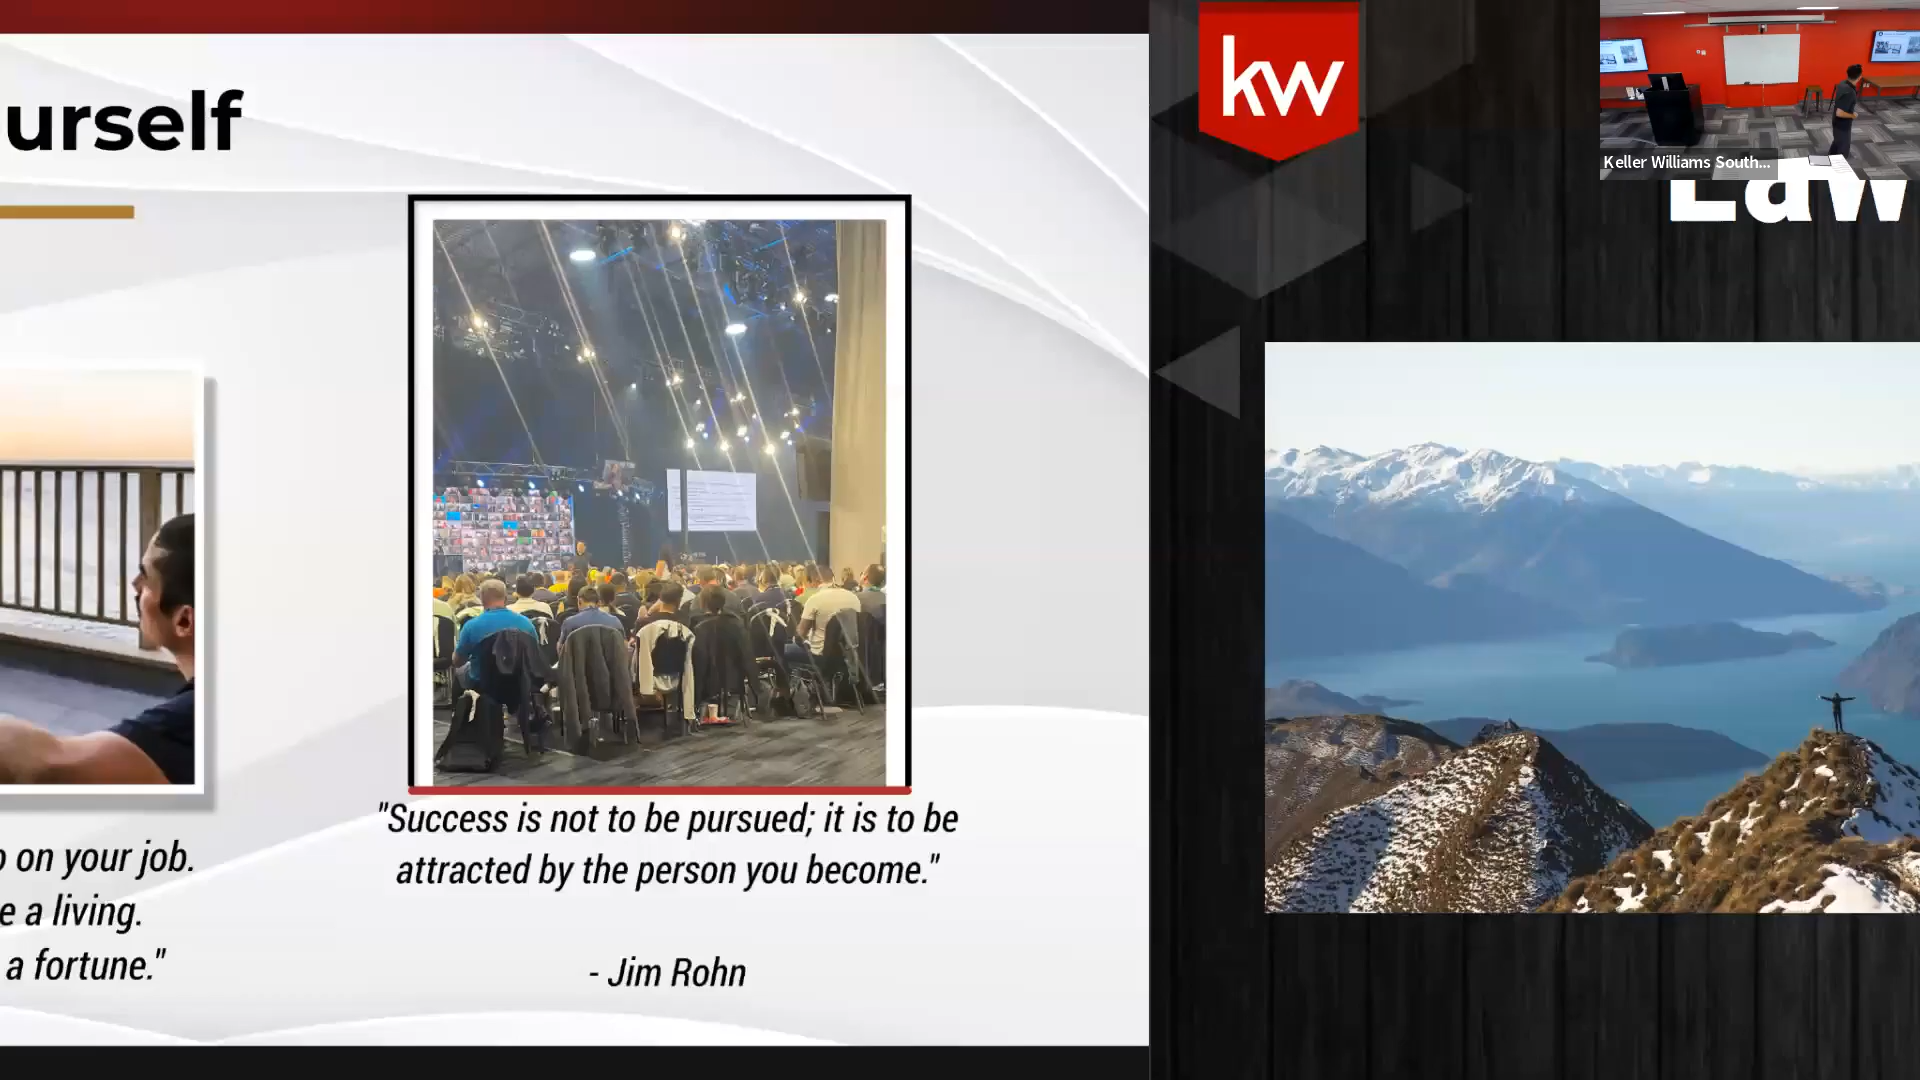 urself
on your job.
e a living.
a fortune."
"Success is not to be pursued; it is to be
attracted by the person you become."
- Jim Rohn
kw
Keller Williams South...
Law